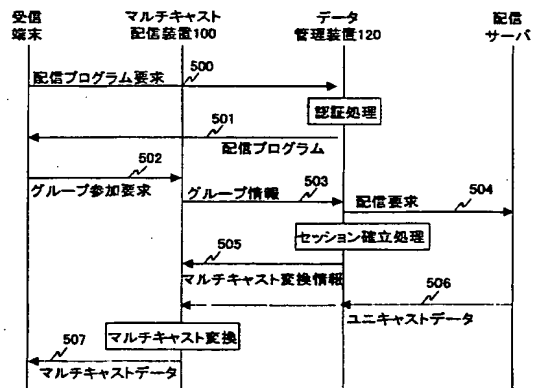 受信
端末
マルチキャスト
配信装置100
データ
管理装置120
配信
サーバ
配信プログラム要求
500
認証処理
501
配信プログラム
502
グループ参加要求
グループ情報
503
配信要求
504
セッション確立処理
505
マルチキャスト変換情報
506
ユニキャストデータ
マルチキャスト変換
507
マルチキャストデータ